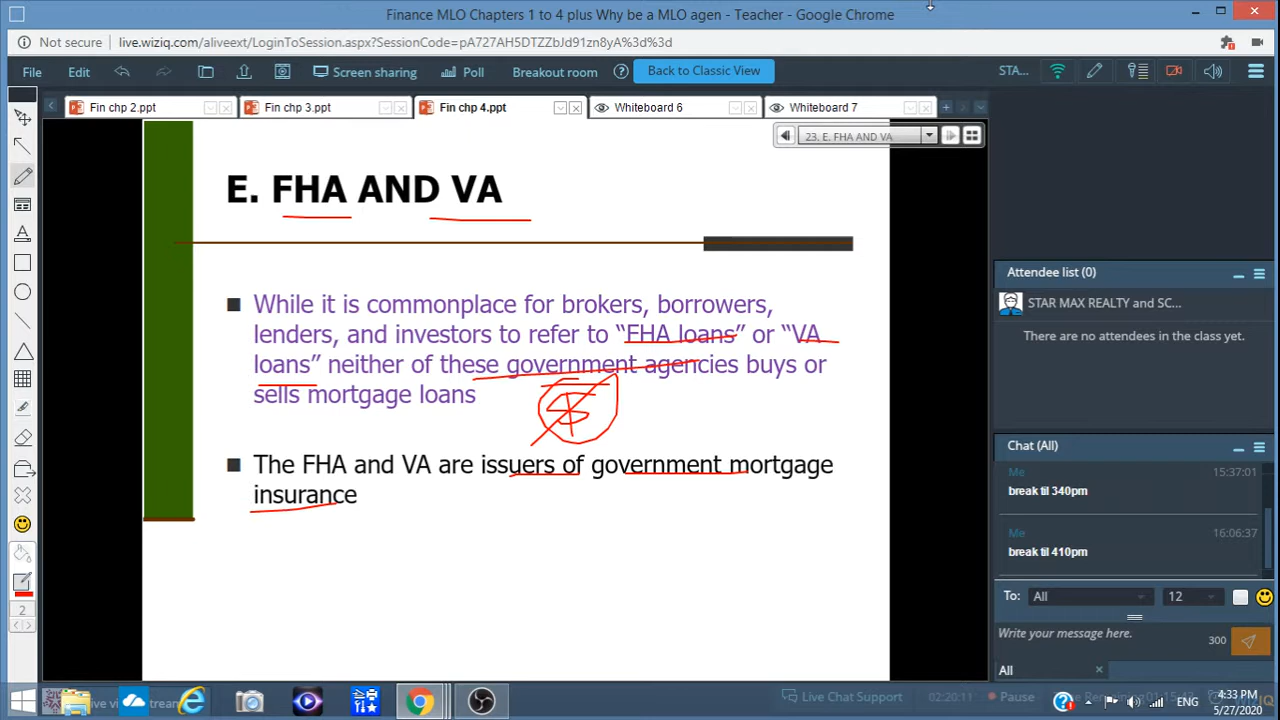 Finance MLO Chapters 1 to 4 plus Why be a MLO agen - Teacher - Google Chrome
Not secure | live.wiziq.com/aliveext/LoginToSession.aspx?SessionCode=pA727AH5DTZZbJd91zn8yA%3d%3d
File Edit Screen sharing Poll Breakout room ? Back to Classic View STA...
Fin chp 2.ppt Fin chp 3.ppt Fin chp 4.ppt Whiteboard 6 Whiteboard 7
23. E. FHA AND VA
E. FHA AND VA
While it is commonplace for brokers, borrowers,
lenders, and investors to refer to “FHA loans” or “VA
loans” neither of these government agencies buys or
sells mortgage loans
$
The FHA and VA are issuers of government mortgage
insurance
2
Attendee list (0)
STAR MAX REALTY and SC...
There are no attendees in the class yet.
Chat (All)
Me 15:37:01
break til 340pm
Me 16:06:37
break til 410pm
To: All 12
Write your message here. 300
All
Live Chat Support 02:20:11 Pause
ENG 4:33 PM
5/27/2020